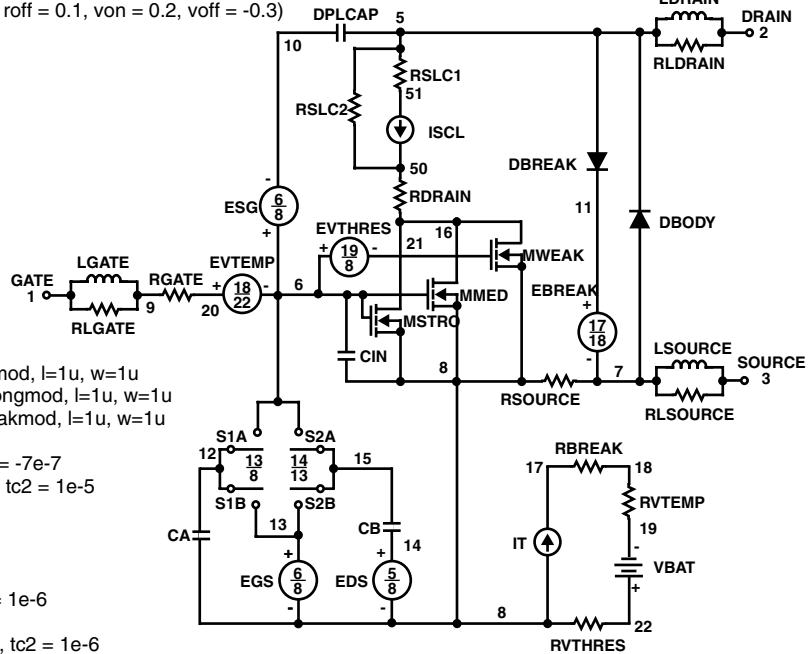 roff = 0.1, von = 0.2, voff = -0.3)
LDRAIN
DPLCAP
5
DRAIN
2
10
RLDRAIN
RSLC1
51
RSLC2
ISCL
50
DBREAK
RDRAIN
ESG
6
8
-
+
11
DBODY
EVTHRES
+
19
8
-
16
21
MWEAK
LGATE
EVTEMP
GATE
1
RGATE
+
18
22
-
6
EBREAK
MMED
9
20
RLGATE
MSTRO
+
17
18
-
CIN
LSOURCE
SOURCE
3
8
7
RSOURCE
RLSOURCE
mod, l=1u, w=1u
ongmod, l=1u, w=1u
akmod, l=1u, w=1u
= -7e-7
tc2 = 1e-5
= 1e-6
, tc2 = 1e-6
S1A
S2A
12
13
8
14
13
15
S1B
S2B
RBREAK
17
18
RVTEMP
19
CA
13
CB
14
IT
-
VBAT
+
EGS
+
6
8
-
EDS
+
5
8
-
8
22
RVTHRES